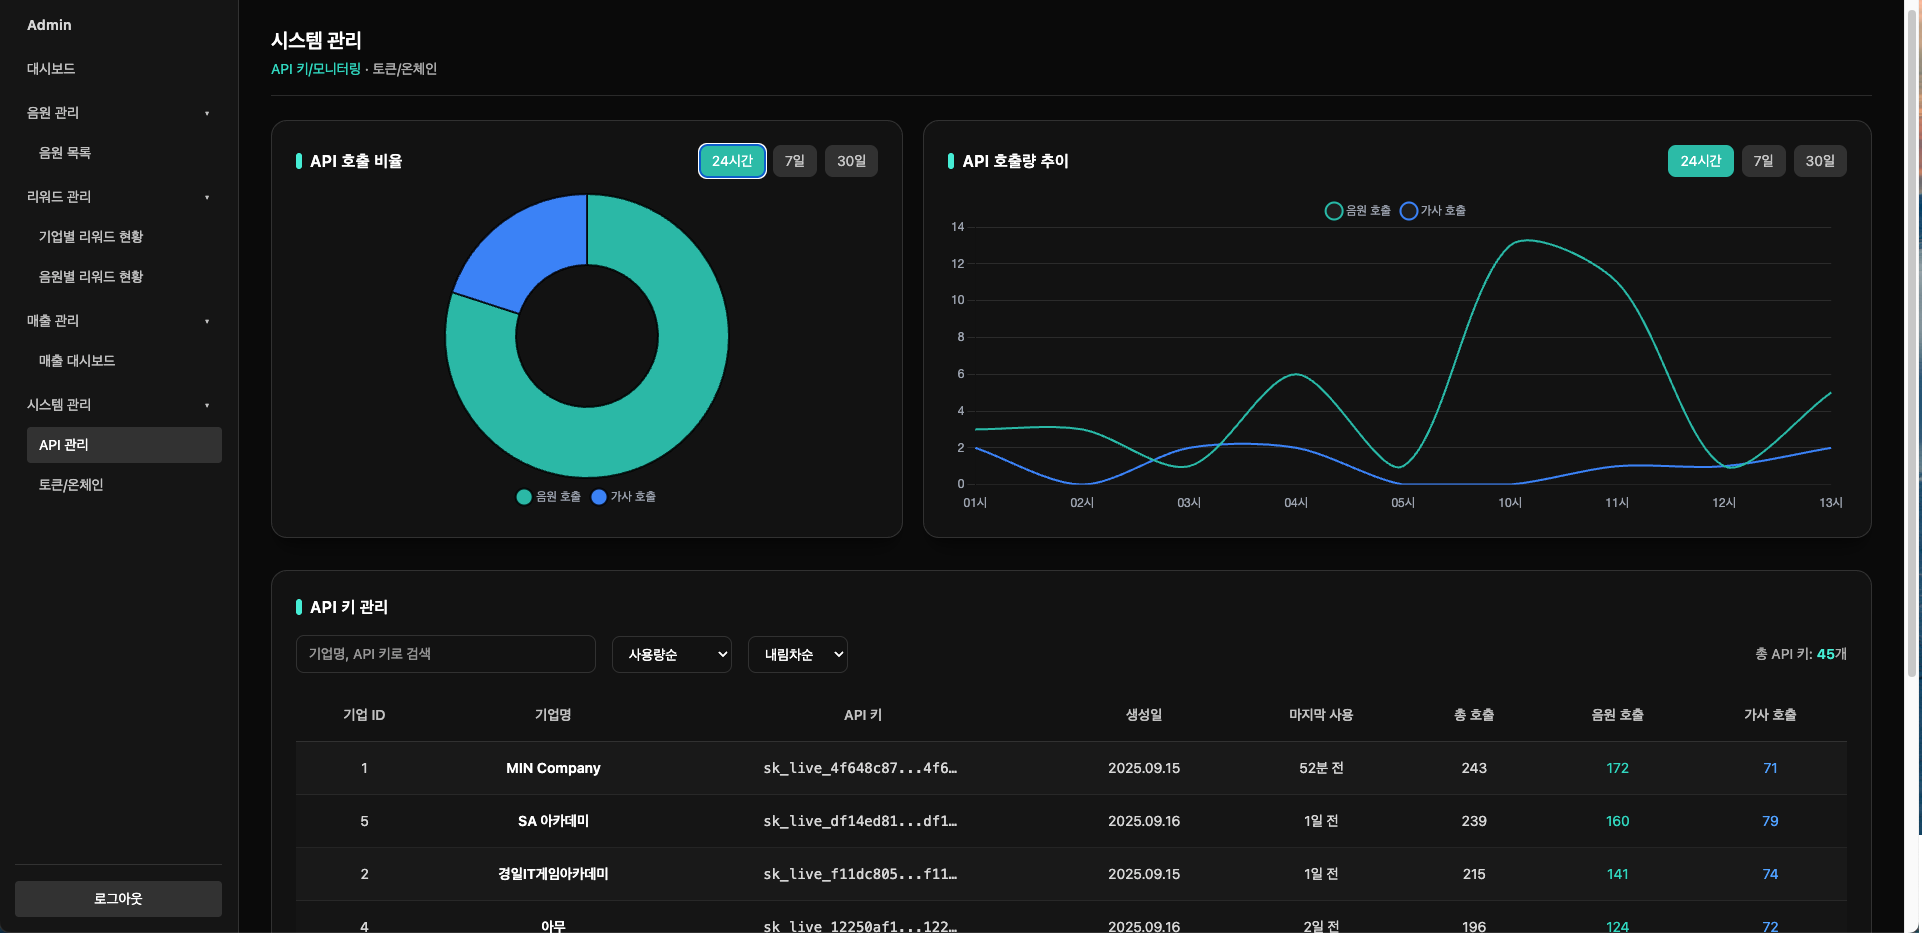 Admin
대시보드
음원 관리 ▾
음원 목록
리워드 관리 ▾
기업별 리워드 현황
음원별 리워드 현황
매출 관리 ▾
매출 대시보드
시스템 관리 ▾
API 관리
토큰/온체인
로그아웃
시스템 관리
API 키/모니터링 · 토큰/온체인
API 호출 비율
24시간 7일 30일
음원 호출 가사 호출
API 호출량 추이
24시간 7일 30일
음원 호출 가사 호출
14
12
10
8
6
4
2
0
01시 02시 03시 04시 05시 10시 11시 12시 13시
API 키 관리
기업명, API 키로 검색 사용량순 내림차순 총 API 키: 45개
기업 ID 기업명 API 키 생성일 마지막 사용 총 호출 음원 호출 가사 호출
1 MIN Company sk_live_4f648c87...4f6… 2025.09.15 52분 전 243 172 71
5 SA 아카데미 sk_live_df14ed81...df1… 2025.09.16 1일 전 239 160 79
2 경일IT게임아카데미 sk_live_f11dc805...f11… 2025.09.15 1일 전 215 141 74
4 아무 sk_live_12250af1...122… 2025.09.16 2일 전 196 124 72